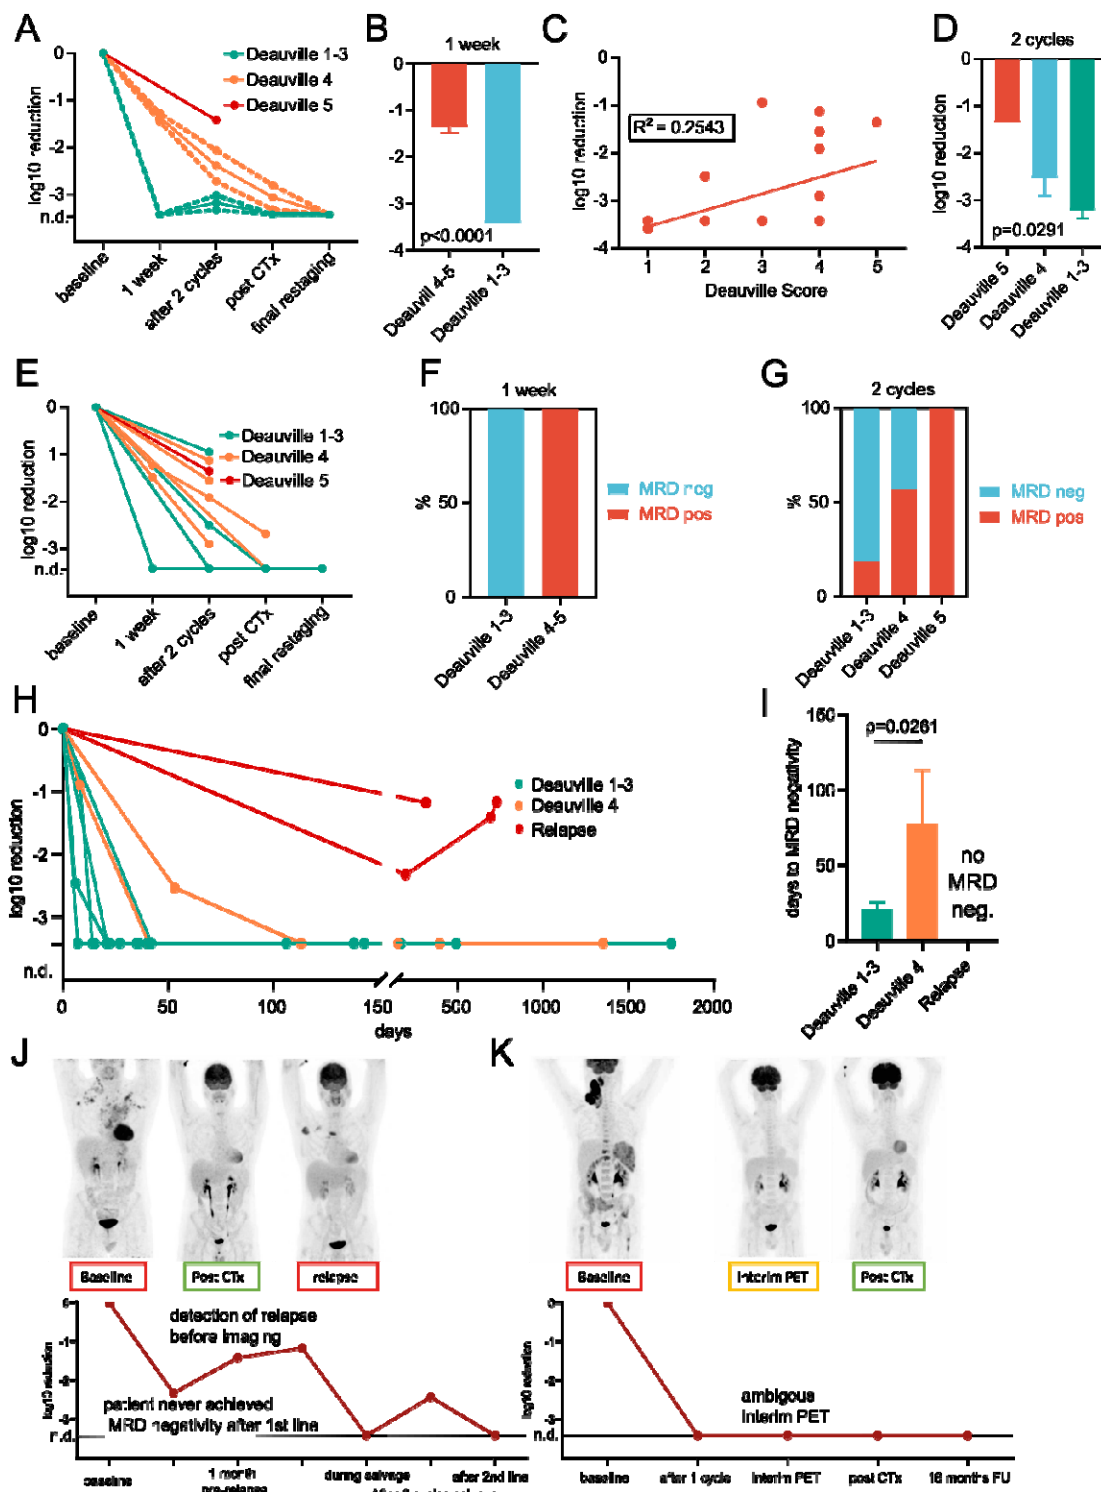 A
0
-1
-2
-3
n.d.
log10 reduction
Deauville 1-3
Deauville 4
Deauville 5
baseline
1 week
after 2 cycles
post CTx
final restaging
B
1 week
0
-1
-2
-3
-4
p<0.0001
Deauvill 4-5
Deauville 1-3
C
0
-1
-2
-3
-4
log10 reduction
R² = 0.2543
1 2 3 4 5
Deauville Score
D
2 cycles
0
-1
-2
-3
-4
log10 reduction
p=0.0291
Deauville 5
Deauville 4
Deauville 1-3
E
0
1
-2
-3
n.d.
log10 reduction
Deauville 1-3
Deauville 4
Deauville 5
baseline
1 week
after 2 cycles
post CTx
final restaging
F
1 week
100
50
0
%
MRD neg
MRD pos
Deauville 1-3
Deauville 4-5
G
2 cycles
100
50
0
%
MRD neg
MRD pos
Deauville 1-3
Deauville 4
Deauville 5
H
0
-1
-2
-3
n.d.
log10 reduction
Deauville 1-3
Deauville 4
Relapse
0 50 100 150 500 1000 1500 2000
days
I
150
100
50
0
days to MRD negativity
p=0.0261
no
MRD
neg.
Deauville 1-3
Deauville 4
Relapse
J
Baseline
Post CTx
relapse
0
-1
-2
-3
n.d.
log10 reduction
detection of relapse
before imaging
patient never achieved
MRD negativity after 1st line
baseline
1 month
pre-relapse
during salvage
after 2nd line
K
Baseline
Interim PET
Post CTx
0
-1
-2
-3
n.d.
log10 reduction
ambigous
Interim PET
baseline
after 1 cycle
Interim PET
post CTx
16 months FU